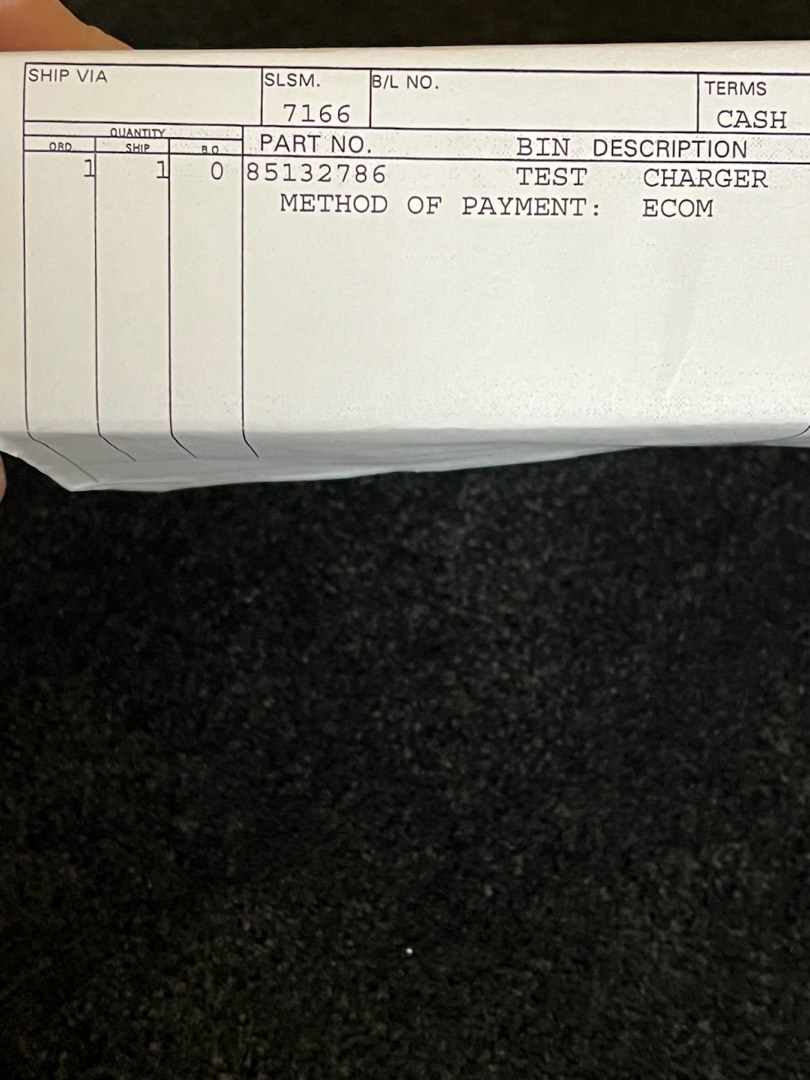 SHIP VIA SLSM. B/L NO. TERMS
7166 CASH
QUANTITY
ORD. SHIP B.O. PART NO. BIN DESCRIPTION
1 1 0 85132786 TEST CHARGER
METHOD OF PAYMENT: ECOM